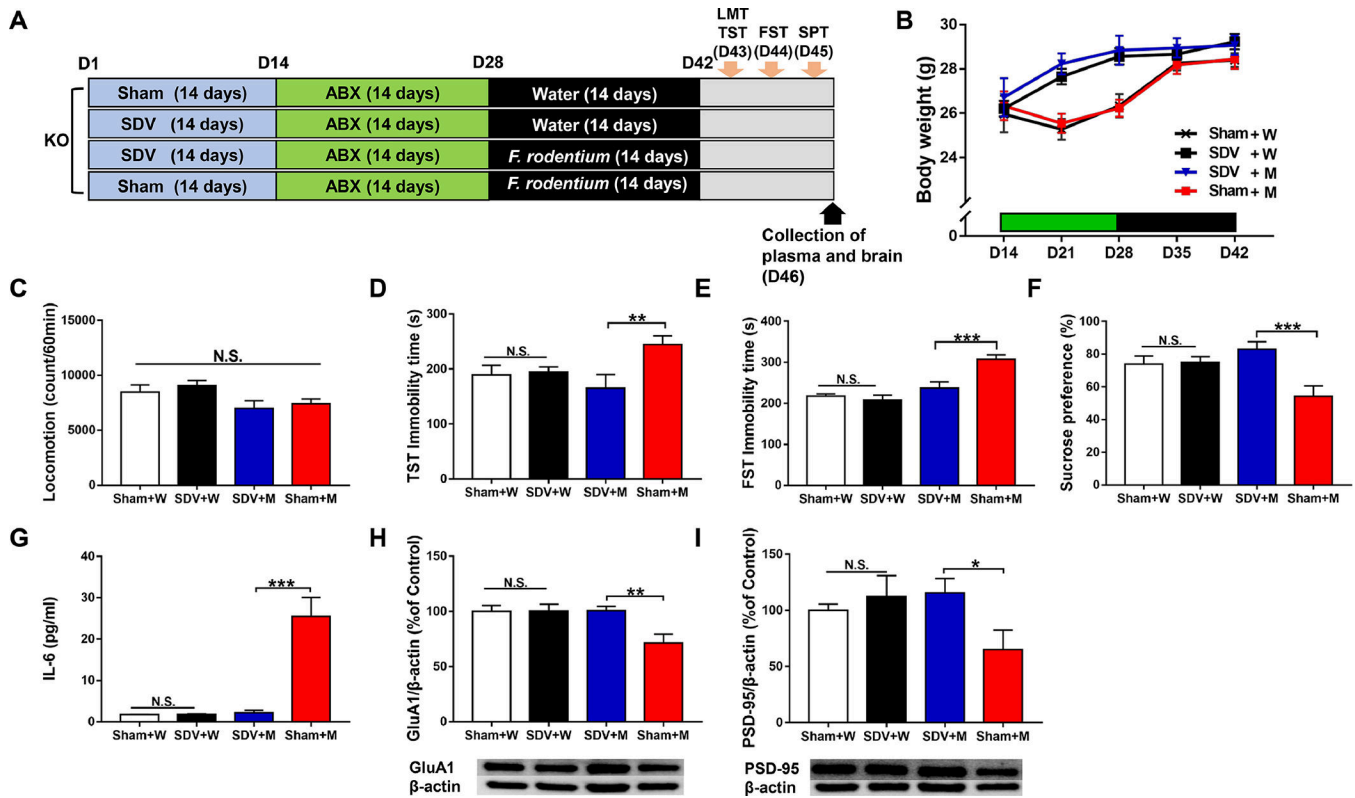 A
LMT
TST FST SPT
(D43) (D44) (D45)
D1 D14 D28 D42
KO
Sham (14 days) ABX (14 days) Water (14 days)
SDV (14 days) ABX (14 days) Water (14 days)
SDV (14 days) ABX (14 days) F. rodentium (14 days)
Sham (14 days) ABX (14 days) F. rodentium (14 days)
Collection of
plasma and brain
(D46)
B
Body weight (g)
30
28
26
24
0
D14 D21 D28 D35 D42
Sham + W
SDV + W
SDV + M
Sham + M
C
Locomotion (count/60min)
15000
10000
5000
0
N.S.
Sham+W SDV+W SDV+M Sham+M
D
TST Immobility time (s)
300
200
100
0
N.S.
**
Sham+W SDV+W SDV+M Sham+M
E
FST Immobility time (s)
400
300
200
100
0
N.S.
***
Sham+W SDV+W SDV+M Sham+M
F
Sucrose preference (%)
100
80
60
40
20
0
N.S.
***
Sham+W SDV+W SDV+M Sham+M
G
IL-6 (pg/ml)
40
30
20
10
0
N.S.
***
Sham+W SDV+W SDV+M Sham+M
H
GluA1/β-actin (%of Control)
150
100
50
0
N.S.
**
Sham+W SDV+W SDV+M Sham+M
GluA1
β-actin
I
PSD-95/β-actin (%of Control)
150
100
50
0
N.S.
*
Sham+W SDV+W SDV+M Sham+M
PSD-95
β-actin